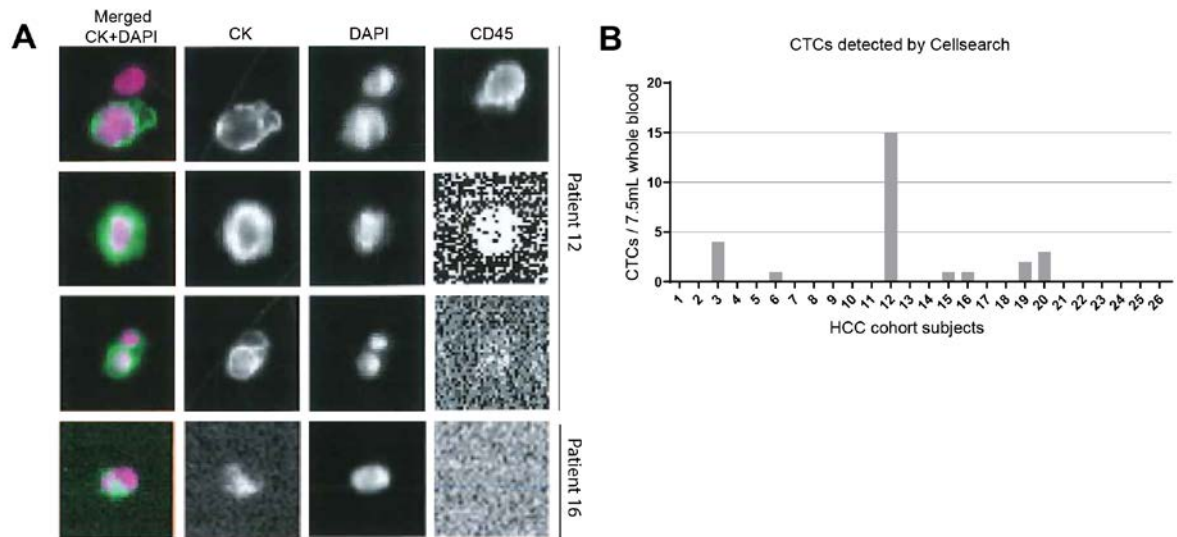 A
Merged
CK+DAPI
CK
DAPI
CD45
Patient 12
Patient 16
B
CTCs detected by Cellsearch
CTCs / 7.5mL whole blood
20
15
10
5
0
1 2 3 4 5 6 7 8 9 10 11 12 13 14 15 16 17 18 19 20 21 22 23 24 25 26
HCC cohort subjects